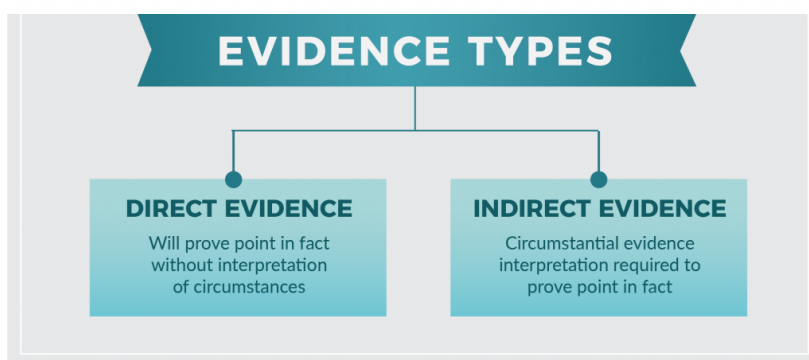 EVIDENCE TYPES
DIRECT EVIDENCE
Will prove point in fact
without interpretation
of circumstances
INDIRECT EVIDENCE
Circumstantial evidence
interpretation required to
prove point in fact